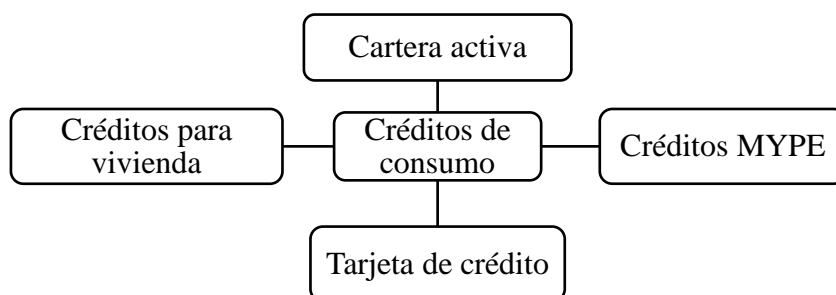 Cartera activa
Créditos para
vivienda
Créditos de
consumo
Créditos MYPE
Tarjeta de crédito